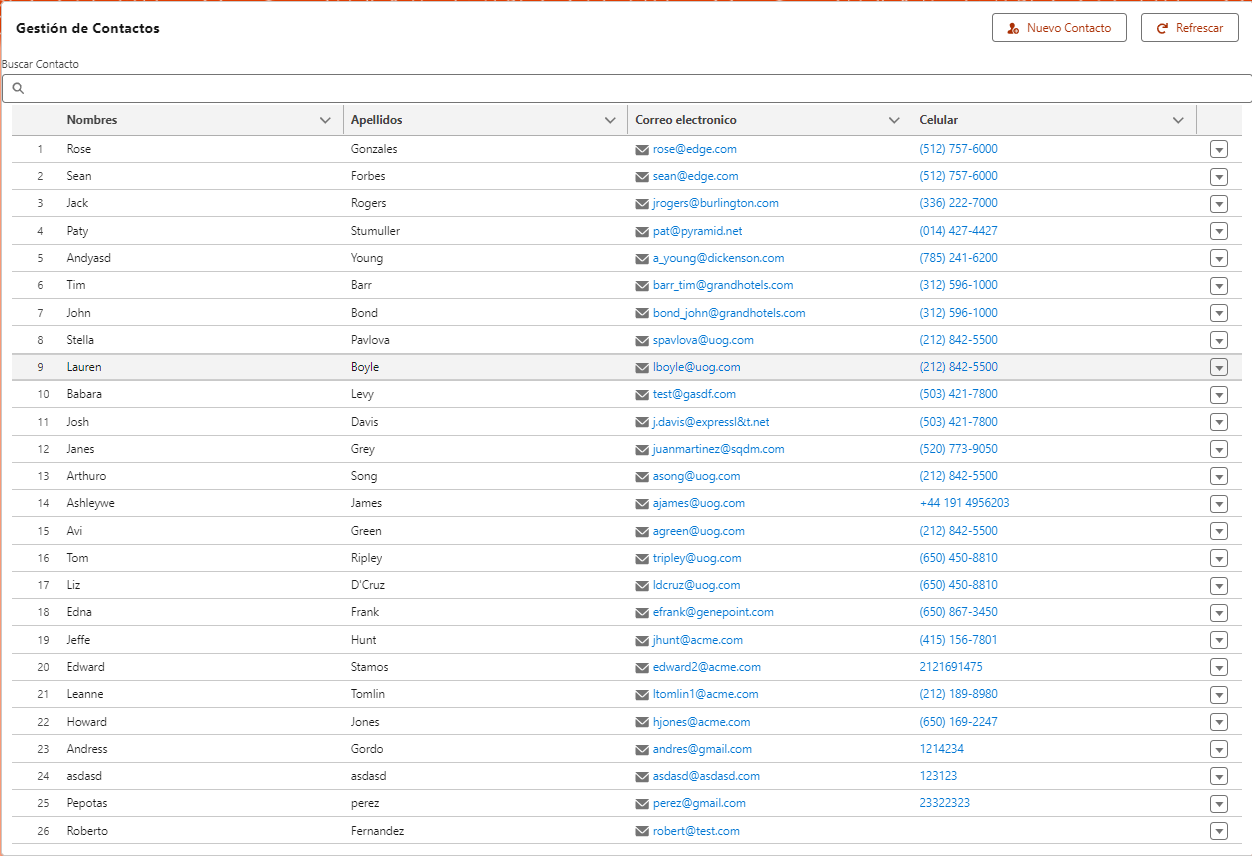 Gestión de Contactos Nuevo Contacto Refrescar
Buscar Contacto
Nombres Apellidos Correo electronico Celular
1 Rose Gonzales rose@edge.com (512) 757-6000
2 Sean Forbes sean@edge.com (512) 757-6000
3 Jack Rogers jrogers@burlington.com (336) 222-7000
4 Paty Stumuller pat@pyramid.net (014) 427-4427
5 Andyasd Young a_young@dickenson.com (785) 241-6200
6 Tim Barr barr_tim@grandhotels.com (312) 596-1000
7 John Bond bond_john@grandhotels.com (312) 596-1000
8 Stella Pavlova spavlova@uog.com (212) 842-5500
9 Lauren Boyle lboyle@uog.com (212) 842-5500
10 Babara Levy test@gasdf.com (503) 421-7800
11 Josh Davis j.davis@expressl&t.net (503) 421-7800
12 Janes Grey juanmartinez@sqdm.com (520) 773-9050
13 Arthuro Song asong@uog.com (212) 842-5500
14 Ashleywe James ajames@uog.com +44 191 4956203
15 Avi Green agreen@uog.com (212) 842-5500
16 Tom Ripley tripley@uog.com (650) 450-8810
17 Liz D'Cruz ldcruz@uog.com (650) 450-8810
18 Edna Frank efrank@genepoint.com (650) 867-3450
19 Jeffe Hunt jhunt@acme.com (415) 156-7801
20 Edward Stamos edward2@acme.com 2121691475
21 Leanne Tomlin ltomlin1@acme.com (212) 189-8980
22 Howard Jones hjones@acme.com (650) 169-2247
23 Andress Gordo andres@gmail.com 1214234
24 asdasd asdasd asdasd@asdasd.com 123123
25 Pepotas perez perez@gmail.com 23322323
26 Roberto Fernandez robert@test.com